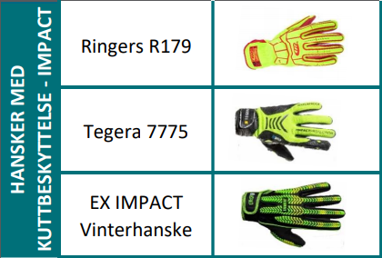 HANSKER MED
KUTTBESKYTTELSE - IMPACT
Ringers R179
Tegera 7775
EX IMPACT
Vinterhanske